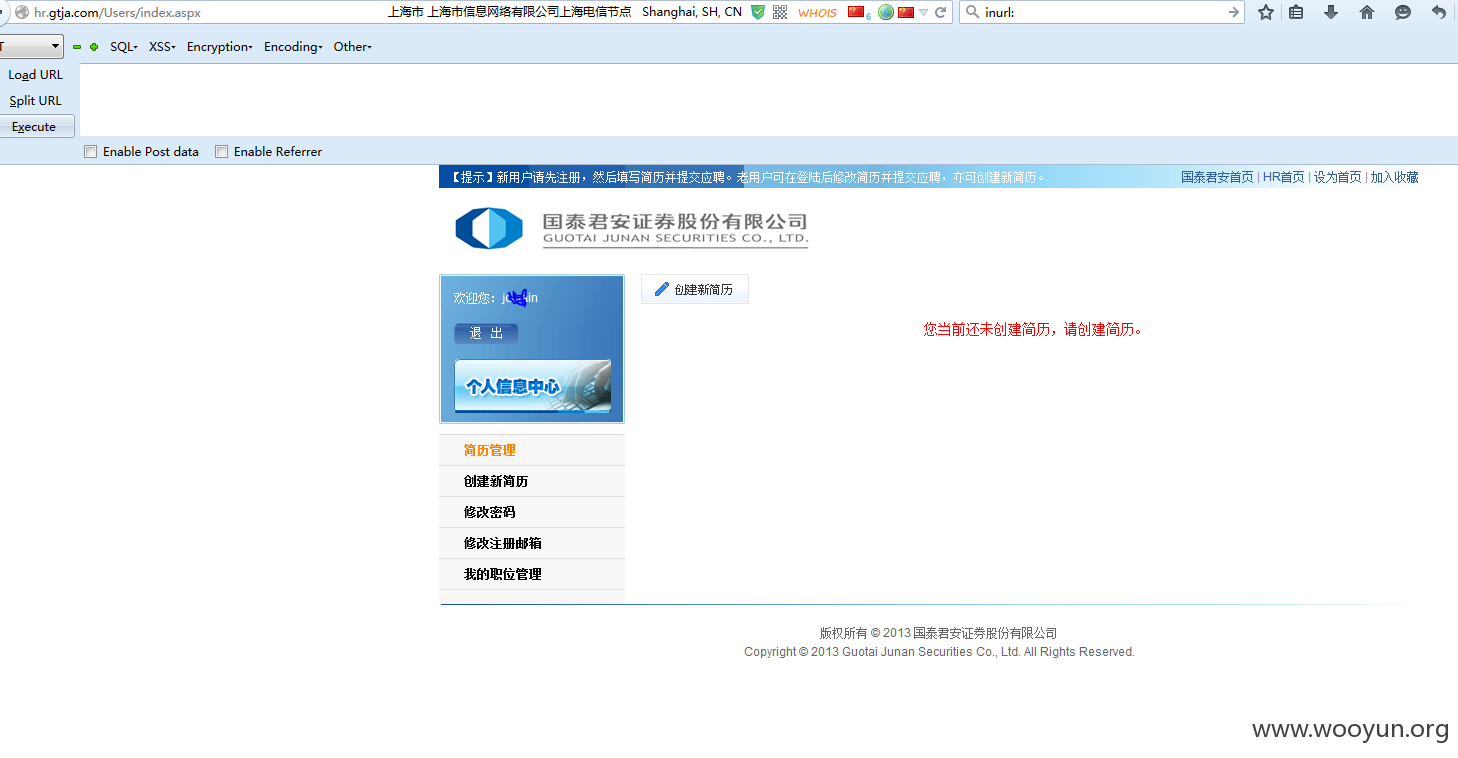 hr.gtja.com/Users/index.aspx 上海市 上海市信息网络有限公司上海电信节点 Shanghai, SH, CN WHOIS 6 inurl:
T SQL XSS Encryption Encoding Other
Load URL
Split URL
Execute
Enable Post data Enable Referrer
【提示】新用户请先注册，然后填写简历并提交应聘。老用户可在登陆后修改简历并提交应聘，亦可创建新简历。 国泰君安首页 | HR首页 | 设为首页 | 加入收藏
国泰君安证券股份有限公司
GUOTAI JUNAN SECURITIES CO., LTD.
欢迎您：
创建新简历
您当前还未创建简历，请创建简历。
退 出
个人信息中心
简历管理
创建新简历
修改密码
修改注册邮箱
我的职位管理
版权所有 © 2013 国泰君安证券股份有限公司
Copyright © 2013 Guotai Junan Securities Co., Ltd. All Rights Reserved.
www.wooyun.org